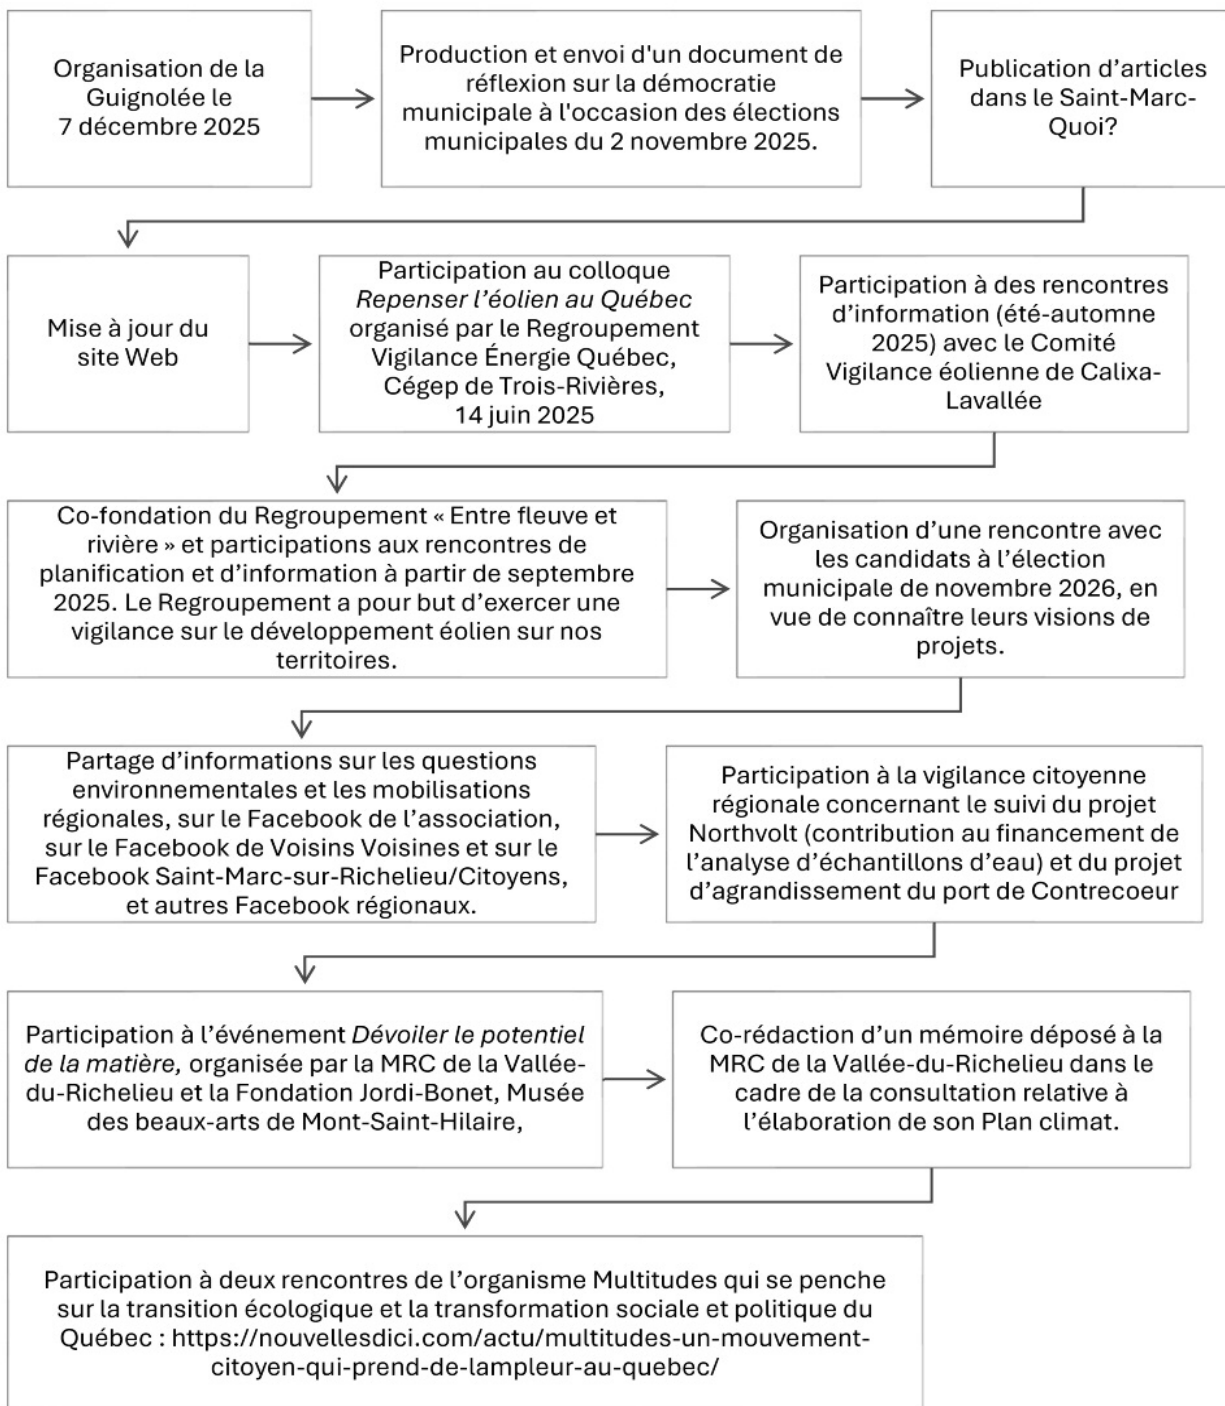 Organisation de la
Guignolée le
7 décembre 2025
Production et envoi d'un document de
réflexion sur la démocratie
municipale à l'occasion des élections
municipales du 2 novembre 2025.
Publication d’articles
dans le Saint-Marc-
Quoi?
Mise à jour du
site Web
Participation au colloque
Repenser l’éolien au Québec
organisé par le Regroupement
Vigilance Énergie Québec,
Cégep de Trois-Rivières,
14 juin 2025
Participation à des rencontres
d’information (été-automne
2025) avec le Comité
Vigilance éolienne de Calixa-
Lavallée
Co-fondation du Regroupement « Entre fleuve et
rivière » et participations aux rencontres de
planification et d’information à partir de septembre
2025. Le Regroupement a pour but d’exercer une
vigilance sur le développement éolien sur nos
territoires.
Organisation d’une rencontre avec
les candidats à l’élection
municipale de novembre 2026, en
vue de connaître leurs visions de
projets.
Partage d’informations sur les questions
environnementales et les mobilisations
régionales, sur le Facebook de l’association,
sur le Facebook de Voisins Voisines et sur le
Facebook Saint-Marc-sur-Richelieu/Citoyens,
et autres Facebook régionaux.
Participation à la vigilance citoyenne
régionale concernant le suivi du projet
Northvolt (contribution au financement de
l’analyse d’échantillons d’eau) et du projet
d’agrandissement du port de Contrecoeur
Participation à l’événement Dévoiler le potentiel
de la matière, organisée par la MRC de la Vallée-
du-Richelieu et la Fondation Jordi-Bonet, Musée
des beaux-arts de Mont-Saint-Hilaire,
Co-rédaction d’un mémoire déposé à la
MRC de la Vallée-du-Richelieu dans le
cadre de la consultation relative à
l’élaboration de son Plan climat.
Participation à deux rencontres de l’organisme Multitudes qui se penche
sur la transition écologique et la transformation sociale et politique du
Québec : https://nouvellesdici.com/actu/multitudes-un-mouvement-
citoyen-qui-prend-de-lampleur-au-quebec/